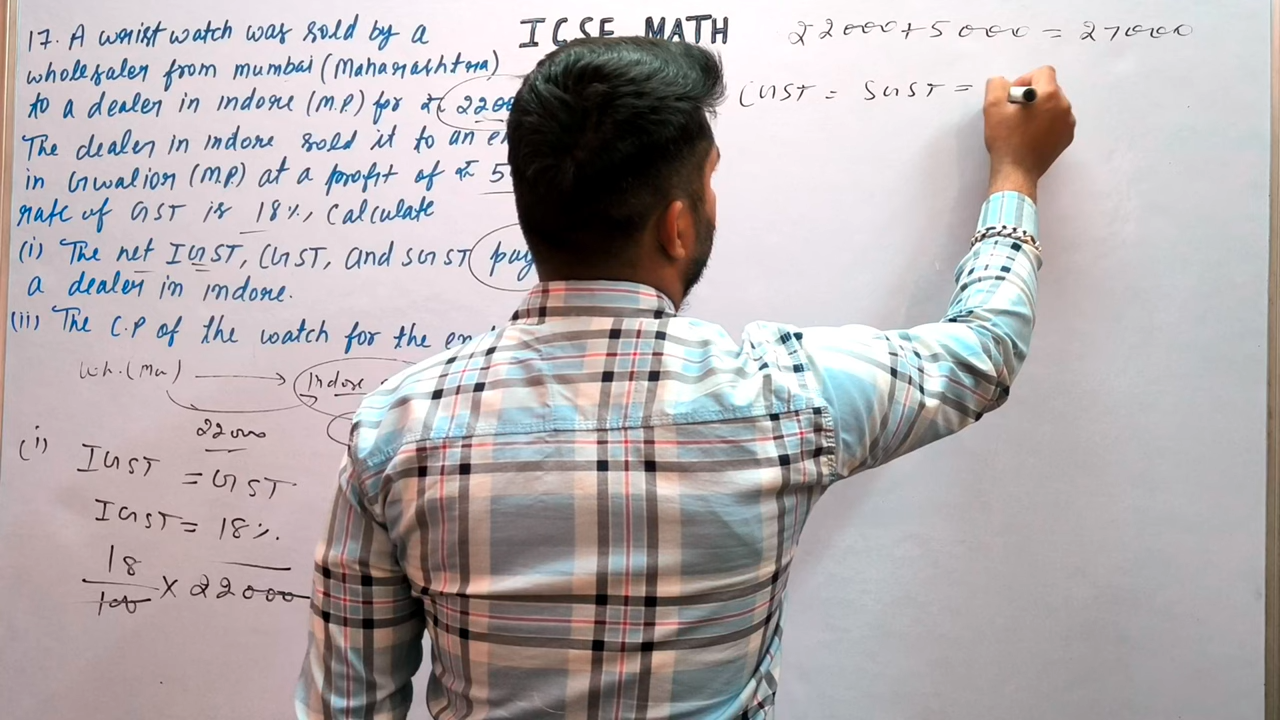 ICSE MATH
17. A wrist watch was sold by a
wholesaler from mumbai (Maharashtra)
to a dealer in indore (M.P.) for ₹ 2200
The dealer in indore sold it to an e
in Gwalior (M.P.) at a profit of ₹ 5
rate of GST is 18%, Calculate
(i) The net IGST, CGST, and SGST pay
a dealer in indore.
(ii) The C.P of the watch for the en
Wh.(Ma)
Indore
22000
(i) IGST = GST
IGST = 18%.
18
100 × 22000
22000 + 5000 = 27000
CGST = SGST =